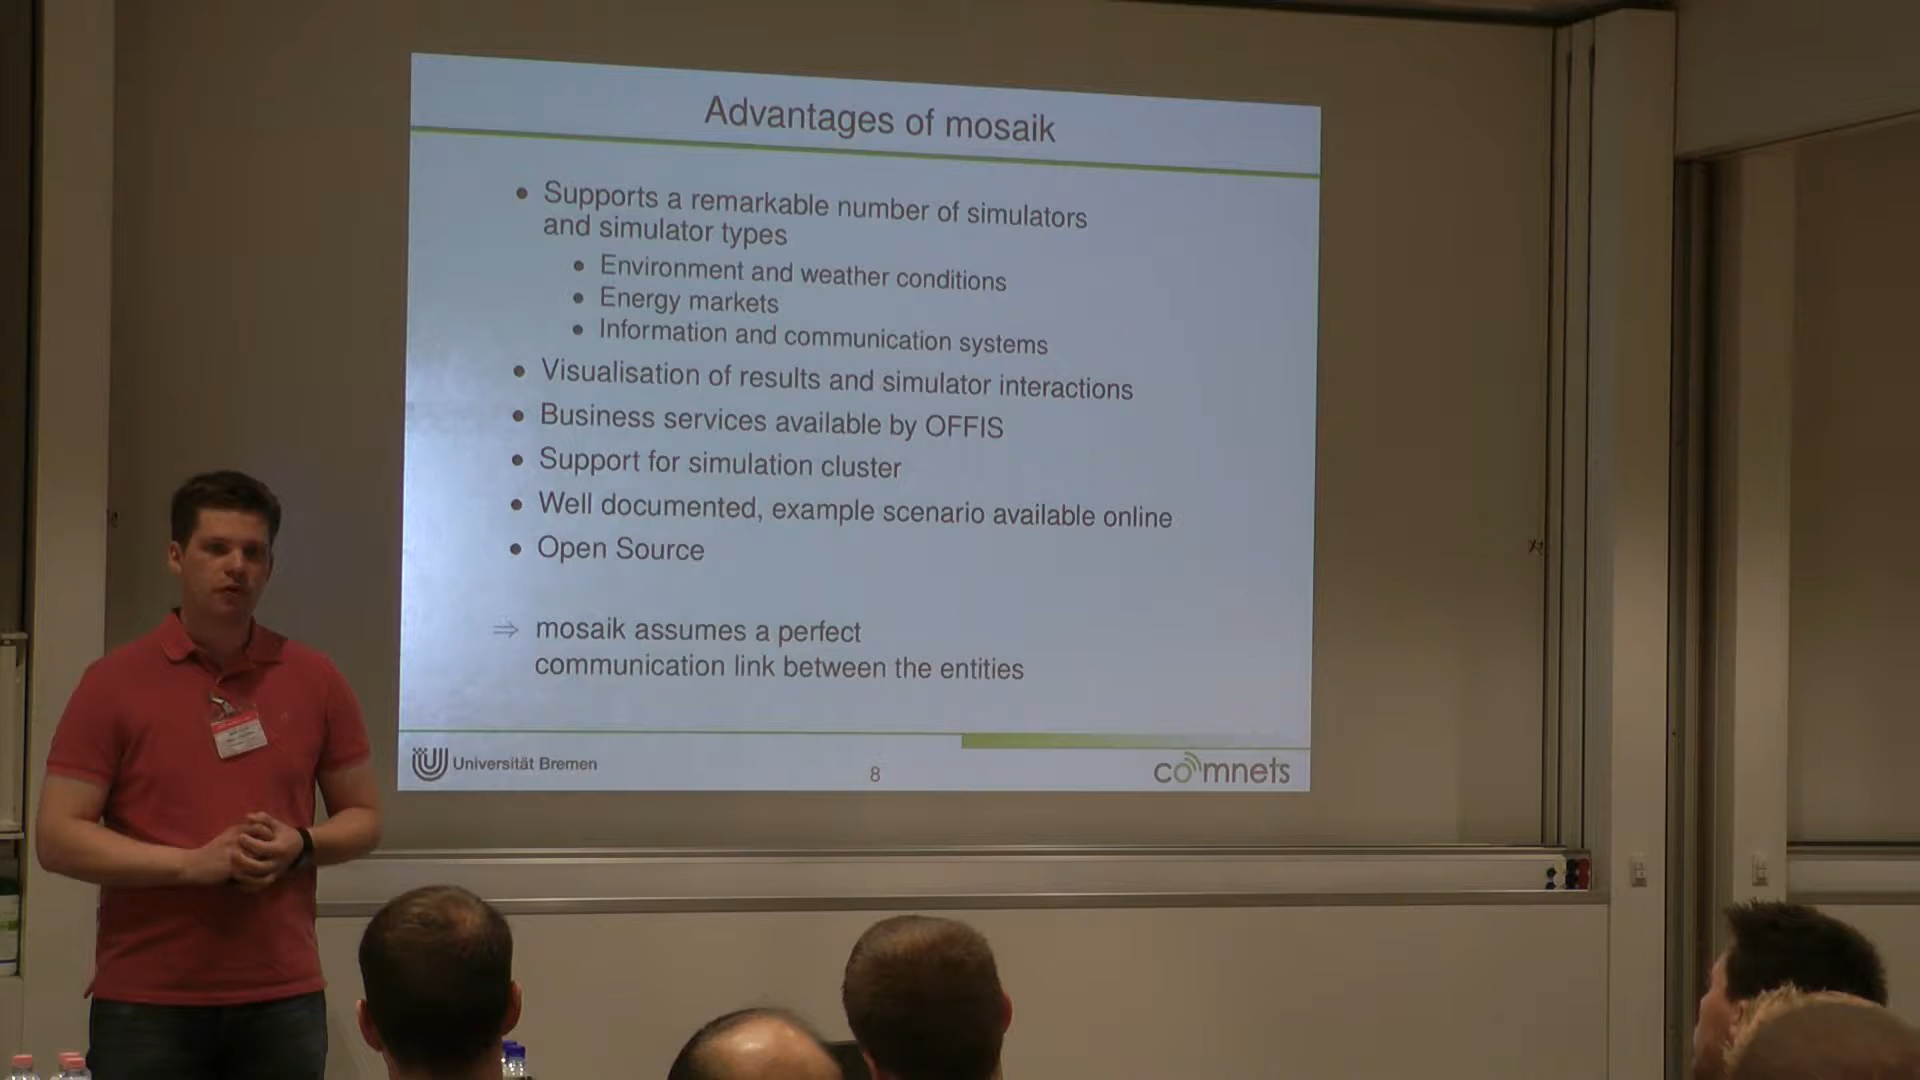 Advantages of mosaik
• Supports a remarkable number of simulators
and simulator types
• Environment and weather conditions
• Energy markets
• Information and communication systems
• Visualisation of results and simulator interactions
• Business services available by OFFIS
• Support for simulation cluster
• Well documented, example scenario available online
• Open Source
⇒ mosaik assumes a perfect
communication link between the entities
Universität Bremen
8
comnets